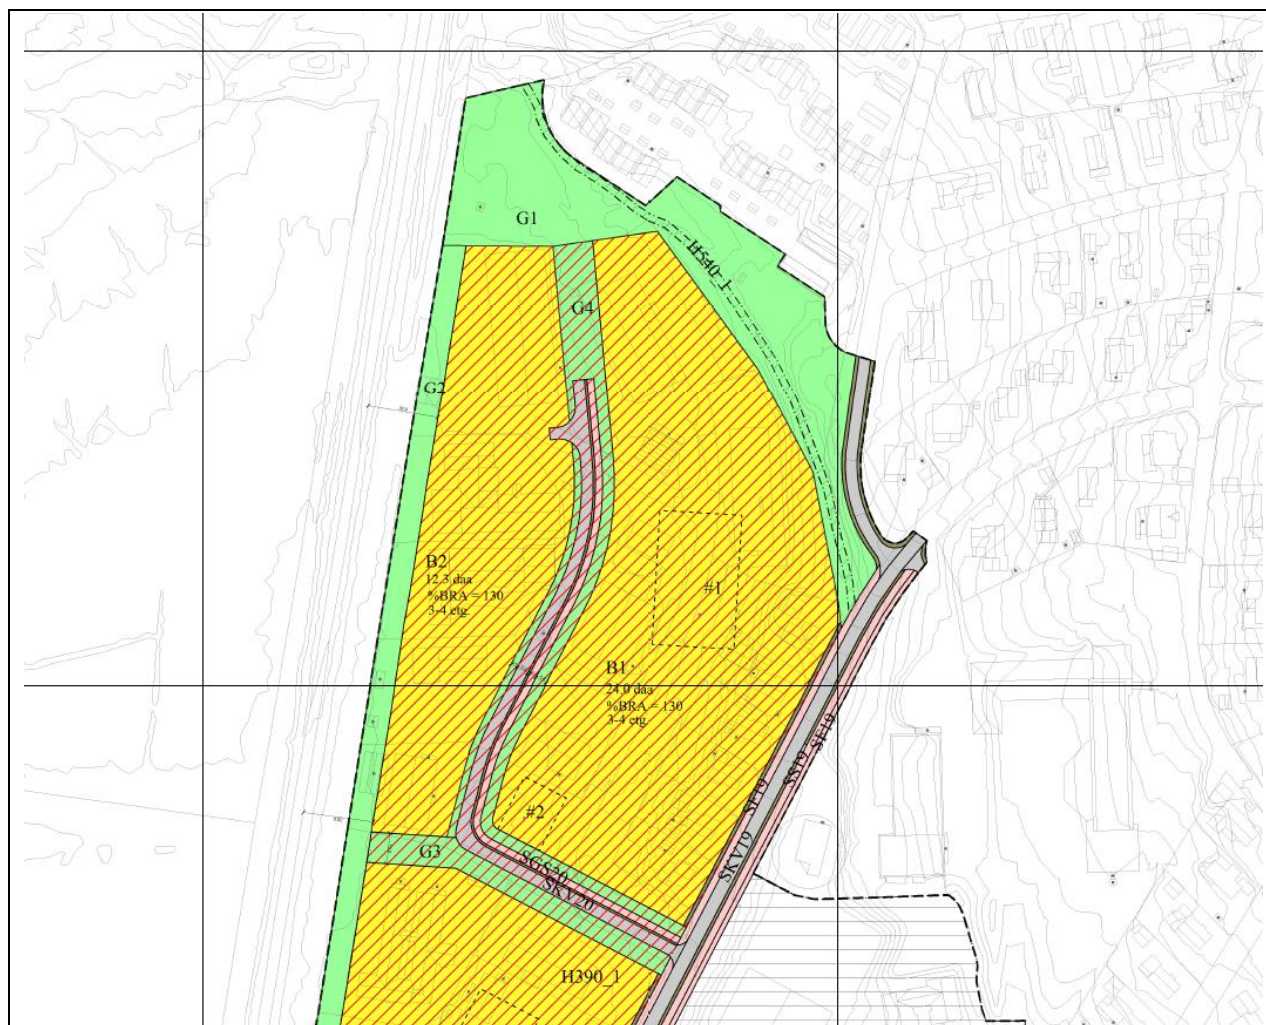 G1
H540_1
G4
G2
B2
12.3 daa
%BRA = 130
3-4 etg.
#1
B1
24.0 daa
%BRA = 130
3-4 etg.
SF19
SS19
SF19
#2
SKV19
G3
SGS20
SKV20
H390_1